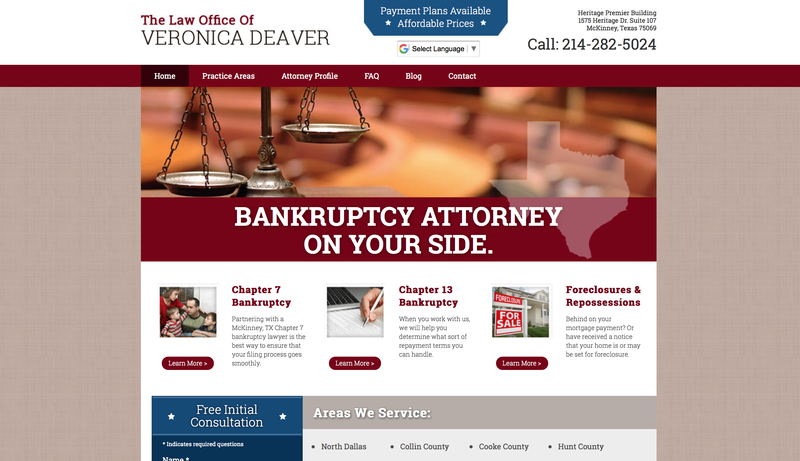 The Law Office Of
VERONICA DEAVER
Payment Plans Available
Affordable Prices
Select Language
Heritage Premier Building
1575 Heritage Dr. Suite 107
McKinney, Texas 75069
Call: 214-282-5024
Home Practice Areas Attorney Profile FAQ Blog Contact
BANKRUPTCY ATTORNEY
ON YOUR SIDE.
Chapter 7
Bankruptcy
Partnering with a
McKinney, TX Chapter 7
bankruptcy lawyer is the
best way to ensure that
your filing process goes
smoothly.
Learn More >
Chapter 13
Bankruptcy
When you work with us,
we will help you
determine what sort of
repayment terms you
can handle.
Learn More >
FORECLOSURE
FOR
SALE
Foreclosures &
Repossessions
Behind on your
mortgage payment? Or
have received a notice
that your home is or may
be set for foreclosure.
Learn More >
Free Initial
Consultation
* Indicates required questions
Name *
Areas We Service:
North Dallas
Collin County
Cooke County
Hunt County